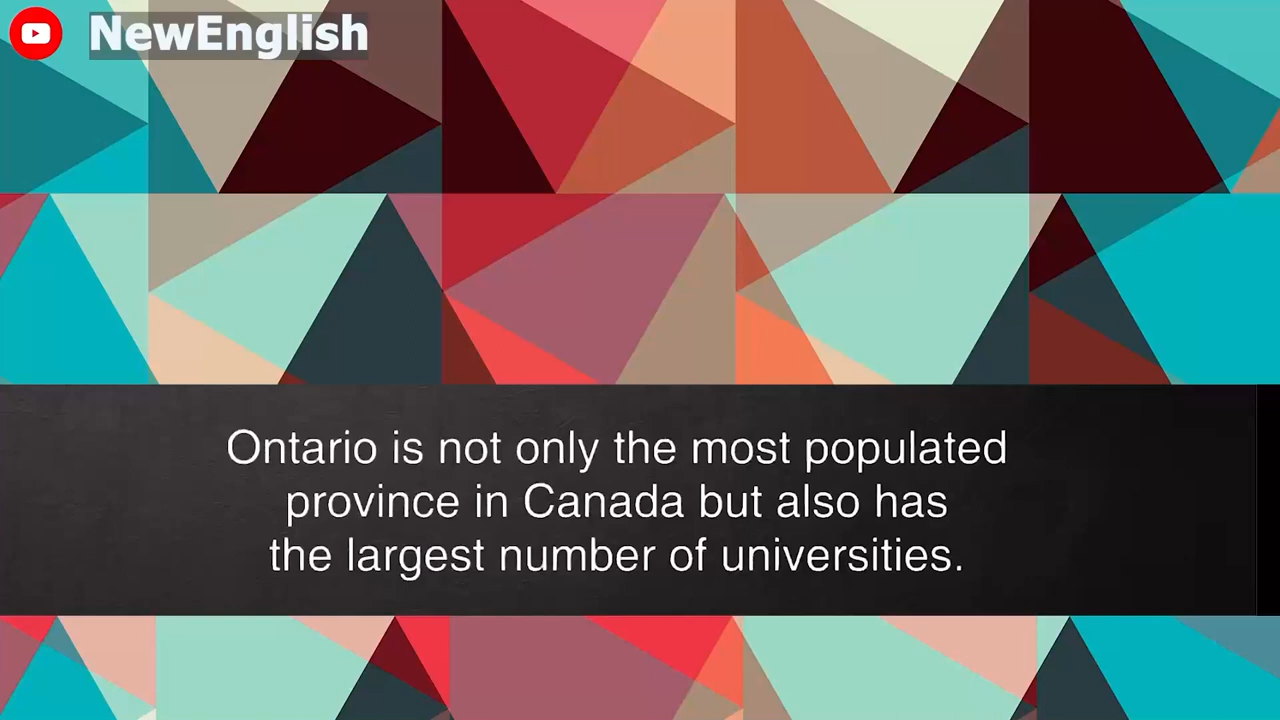 NewEnglish
Ontario is not only the most populated
province in Canada but also has
the largest number of universities.